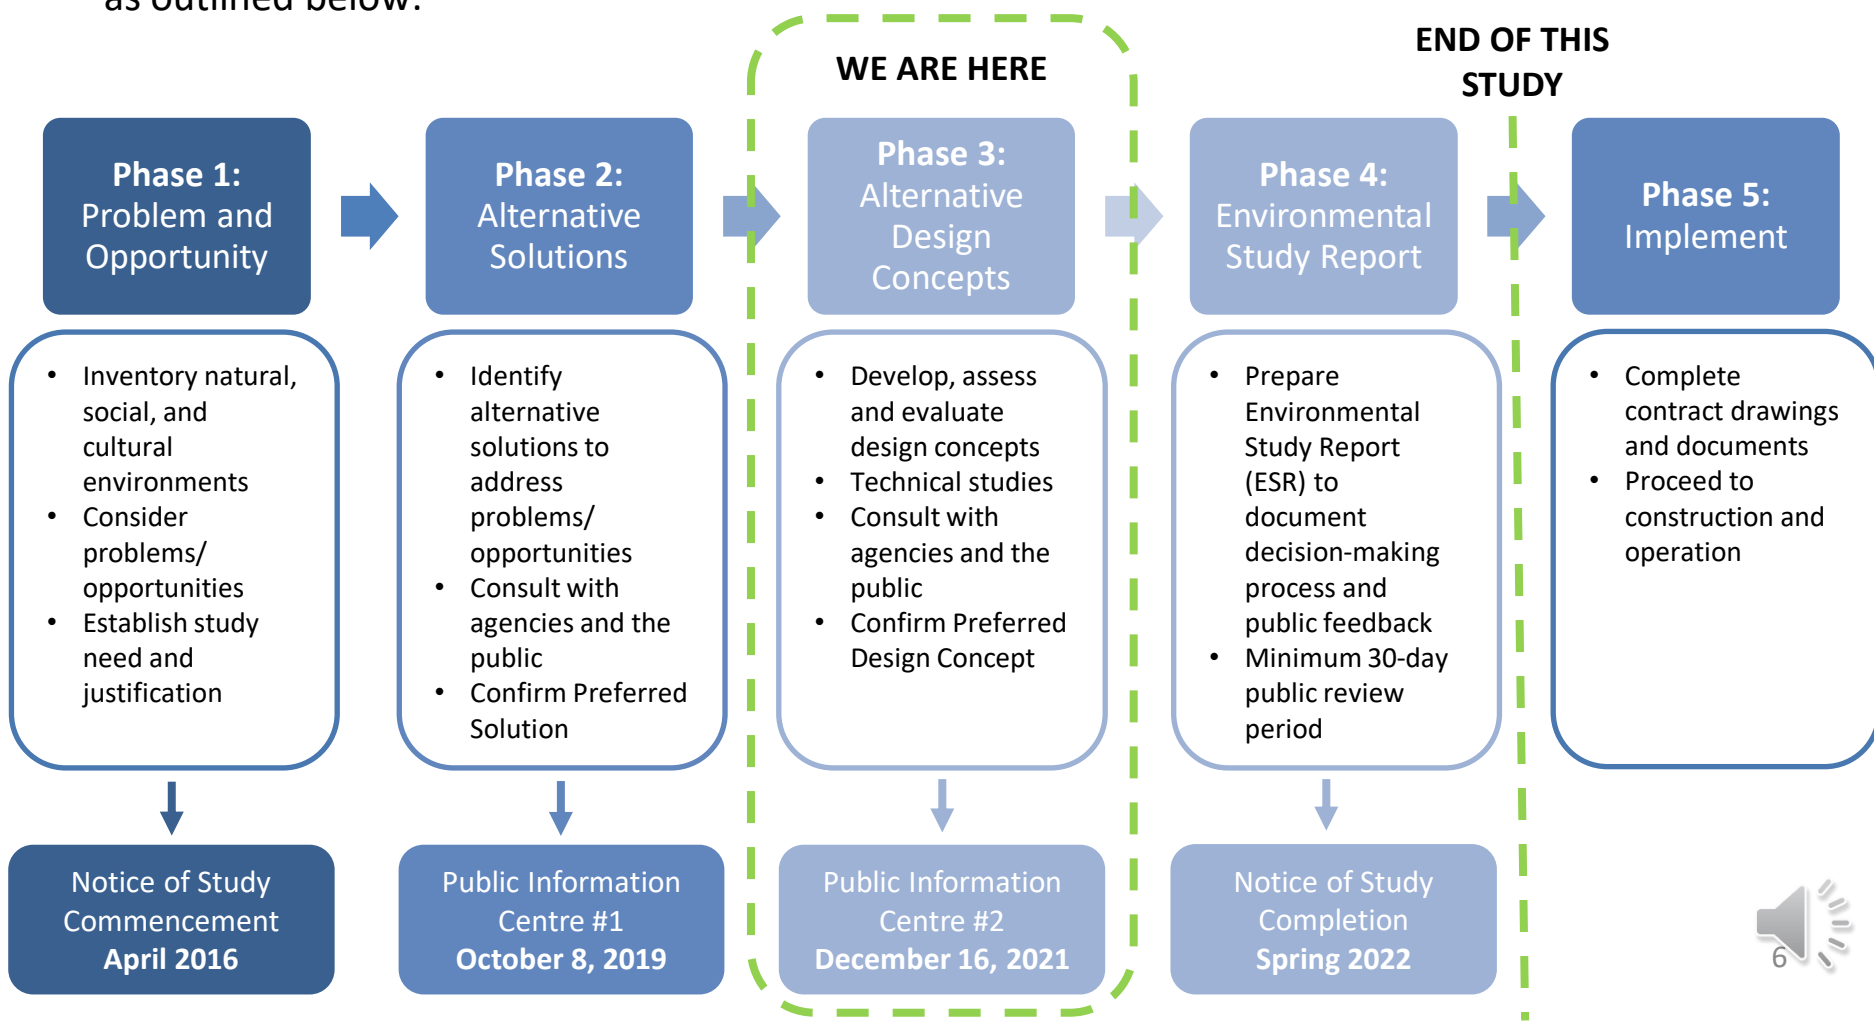 as outlined below:
WE ARE HERE
END OF THIS
STUDY
Phase 1:
Problem and
Opportunity
Phase 2:
Alternative
Solutions
Phase 3:
Alternative
Design
Concepts
Phase 4:
Environmental
Study Report
Phase 5:
Implement
• Inventory natural,
social, and
cultural
environments
• Consider
problems/
opportunities
• Establish study
need and
justification
• Identify
alternative
solutions to
address
problems/
opportunities
• Consult with
agencies and the
public
• Confirm Preferred
Solution
• Develop, assess
and evaluate
design concepts
• Technical studies
• Consult with
agencies and the
public
• Confirm Preferred
Design Concept
• Prepare
Environmental
Study Report
(ESR) to
document
decision-making
process and
public feedback
• Minimum 30-day
public review
period
• Complete
contract drawings
and documents
• Proceed to
construction and
operation
Notice of Study
Commencement
April 2016
Public Information
Centre #1
October 8, 2019
Public Information
Centre #2
December 16, 2021
Notice of Study
Completion
Spring 2022
6